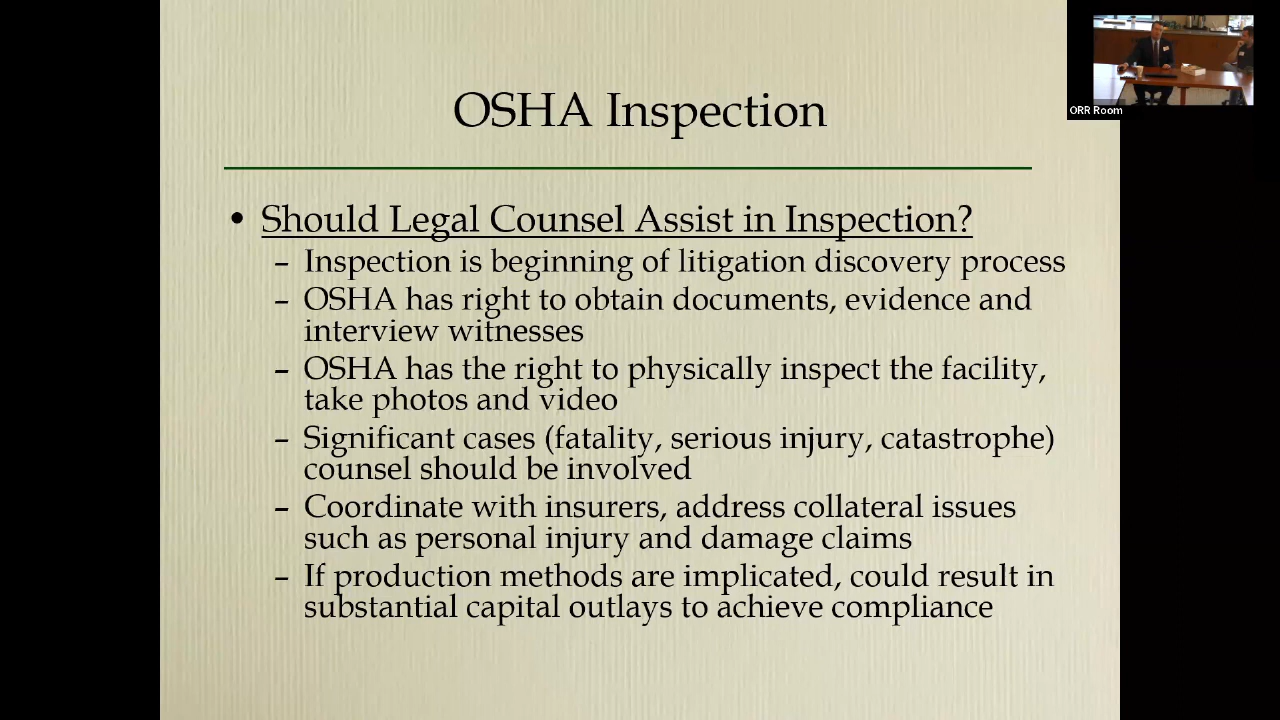 OSHA Inspection
ORR Room
• Should Legal Counsel Assist in Inspection?
– Inspection is beginning of litigation discovery process
– OSHA has right to obtain documents, evidence and
interview witnesses
– OSHA has the right to physically inspect the facility,
take photos and video
– Significant cases (fatality, serious injury, catastrophe)
counsel should be involved
– Coordinate with insurers, address collateral issues
such as personal injury and damage claims
– If production methods are implicated, could result in
substantial capital outlays to achieve compliance